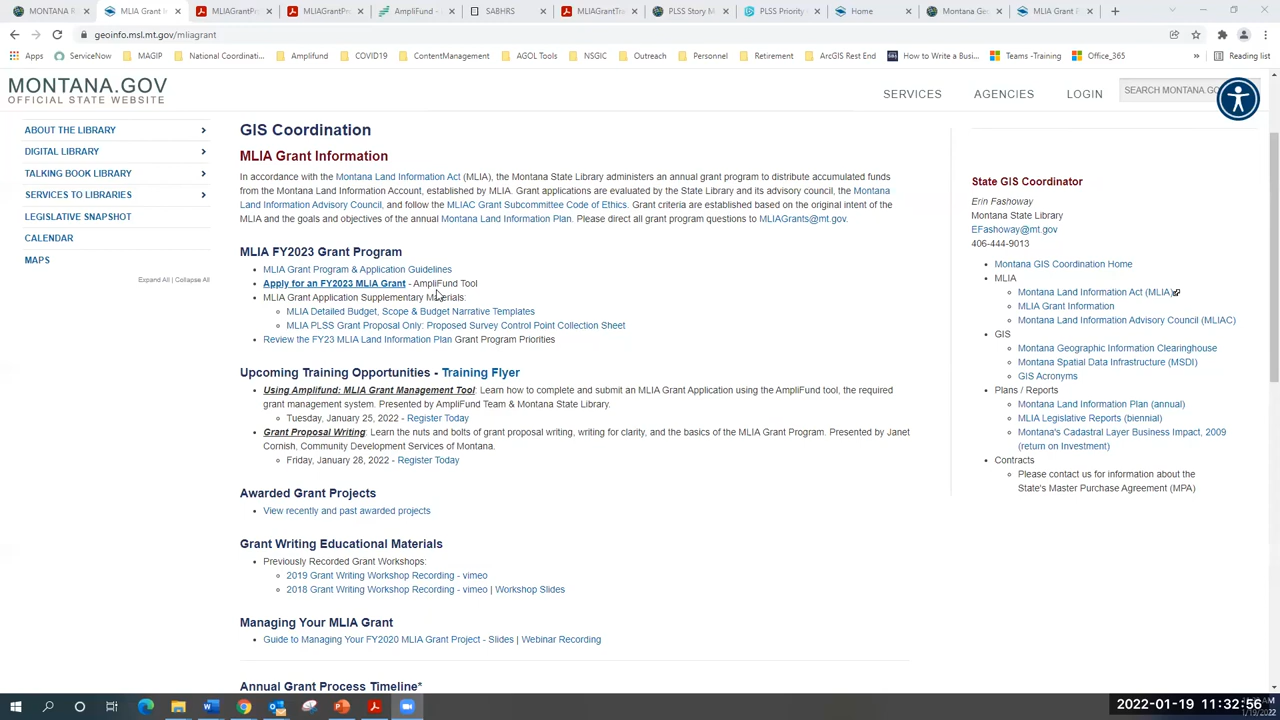 MONTANA R
MLIA Grant In
MLIAGrantPr
MLIAGrantPr
AmpliFund -
SABHRS
MLIAGrantTra
PLSS Story M
PLSS Priority
Home
Montana Geo
MLIA Grant
geoinfo.msl.mt.gov/mliagrant
Apps
ServiceNow
MAGIP
National Coordinati...
Amplifund
COVID19
ContentManagement
AGOL Tools
NSGIC
Outreach
Personnel
Retirement
ArcGIS Rest End
How to Write a Busi...
Teams -Training
Office_365
»
Reading list
MONTANA.GOV
OFFICIAL STATE WEBSITE
SERVICES
AGENCIES
LOGIN
SEARCH MONTANA.GO
ABOUT THE LIBRARY
DIGITAL LIBRARY
TALKING BOOK LIBRARY
SERVICES TO LIBRARIES
LEGISLATIVE SNAPSHOT
CALENDAR
MAPS
Expand All | Collapse All
GIS Coordination
MLIA Grant Information
In accordance with the Montana Land Information Act (MLIA), the Montana State Library administers an annual grant program to distribute accumulated funds
from the Montana Land Information Account, established by MLIA. Grant applications are evaluated by the State Library and its advisory council, the Montana
Land Information Advisory Council, and follow the MLIAC Grant Subcommittee Code of Ethics. Grant criteria are established based on the original intent of the
MLIA and the goals and objectives of the annual Montana Land Information Plan. Please direct all grant program questions to MLIAGrants@mt.gov.
MLIA FY2023 Grant Program
• MLIA Grant Program & Application Guidelines
• Apply for an FY2023 MLIA Grant - AmpliFund Tool
• MLIA Grant Application Supplementary Materials:
◦ MLIA Detailed Budget, Scope & Budget Narrative Templates
◦ MLIA PLSS Grant Proposal Only: Proposed Survey Control Point Collection Sheet
• Review the FY23 MLIA Land Information Plan Grant Program Priorities
Upcoming Training Opportunities - Training Flyer
• Using Amplifund: MLIA Grant Management Tool: Learn how to complete and submit an MLIA Grant Application using the AmpliFund tool, the required
grant management system. Presented by AmpliFund Team & Montana State Library.
◦ Tuesday, January 25, 2022 - Register Today
• Grant Proposal Writing: Learn the nuts and bolts of grant proposal writing, writing for clarity, and the basics of the MLIA Grant Program. Presented by Janet
Cornish, Community Development Services of Montana.
◦ Friday, January 28, 2022 - Register Today
Awarded Grant Projects
• View recently and past awarded projects
Grant Writing Educational Materials
• Previously Recorded Grant Workshops:
◦ 2019 Grant Writing Workshop Recording - vimeo
◦ 2018 Grant Writing Workshop Recording - vimeo | Workshop Slides
Managing Your MLIA Grant
• Guide to Managing Your FY2020 MLIA Grant Project - Slides | Webinar Recording
Annual Grant Process Timeline*
State GIS Coordinator
Erin Fashoway
Montana State Library
EFashoway@mt.gov
406-444-9013
• Montana GIS Coordination Home
• MLIA
◦ Montana Land Information Act (MLIA)
◦ MLIA Grant Information
◦ Montana Land Information Advisory Council (MLIAC)
• GIS
◦ Montana Geographic Information Clearinghouse
◦ Montana Spatial Data Infrastructure (MSDI)
◦ GIS Acronyms
• Plans / Reports
◦ Montana Land Information Plan (annual)
◦ MLIA Legislative Reports (biennial)
◦ Montana's Cadastral Layer Business Impact, 2009
(return on Investment)
• Contracts
◦ Please contact us for information about the
State's Master Purchase Agreement (MPA)
2022-01-19 11:32:56